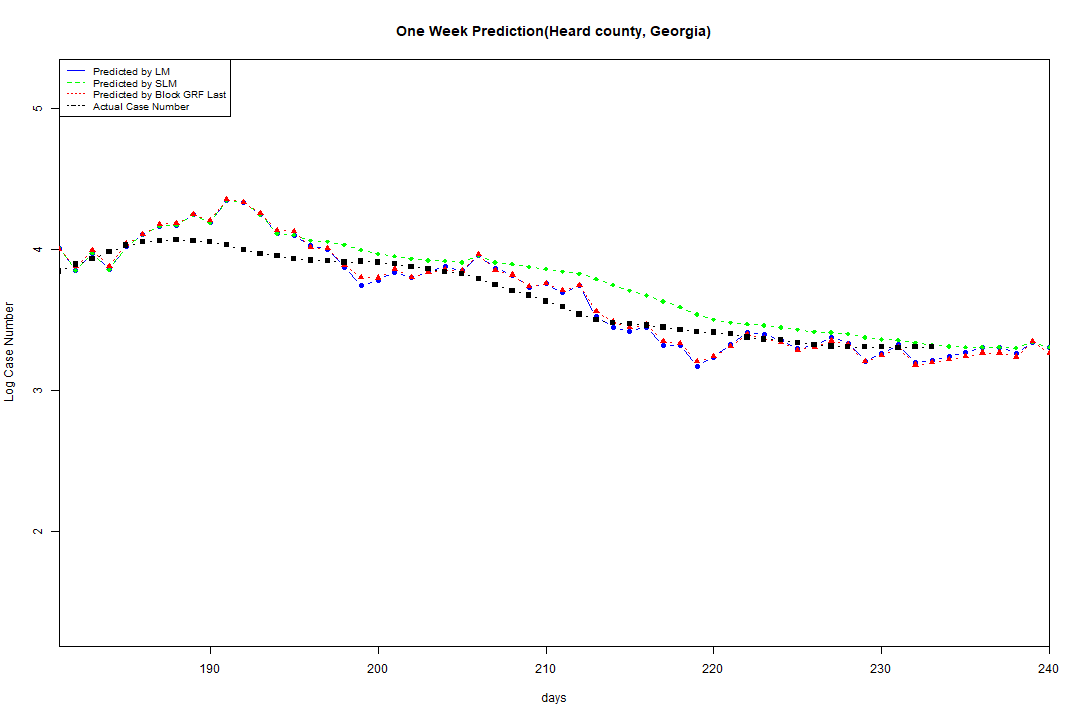 One Week Prediction(Heard county, Georgia)
Predicted by LM
Predicted by SLM
Predicted by Block GRF Last
Actual Case Number
5
4
3
2
Log Case Number
190 200 210 220 230 240
days